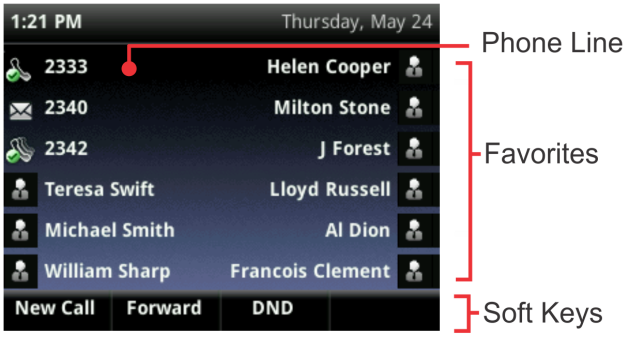 1:21 PM Thursday, May 24
Phone Line
2333 Helen Cooper
2340 Milton Stone
2342 J Forest
Favorites
Teresa Swift Lloyd Russell
Michael Smith Al Dion
William Sharp Francois Clement
New Call Forward DND
Soft Keys